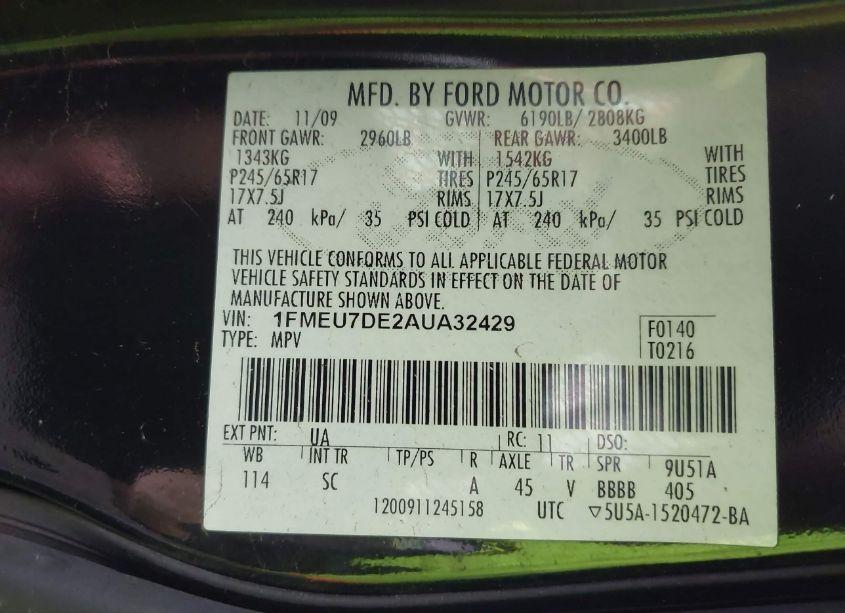 MFD. BY FORD MOTOR CO.
DATE: 11/09 GVWR: 6190LB/ 2808KG
FRONT GAWR: 2960LB REAR GAWR: 3400LB
1343KG WITH 1542KG WITH
P245/65R17 TIRES P245/65R17 TIRES
17X7.5J RIMS 17X7.5J RIMS
AT 240 kPa/ 35 PSI COLD AT 240 kPa/ 35 PSI COLD
THIS VEHICLE CONFORMS TO ALL APPLICABLE FEDERAL MOTOR
VEHICLE SAFETY STANDARDS IN EFFECT ON THE DATE OF
MANUFACTURE SHOWN ABOVE.
VIN: 1FMEU7DE2AUA32429 F0140
TYPE: MPV T0216
EXT PNT: UA RC: 11 DSO:
WB INT TR TP/PS R AXLE TR SPR 9U51A
114 SC A 45 V BBBB 405
1200911245158 UTC ▽5U5A-1520472-BA